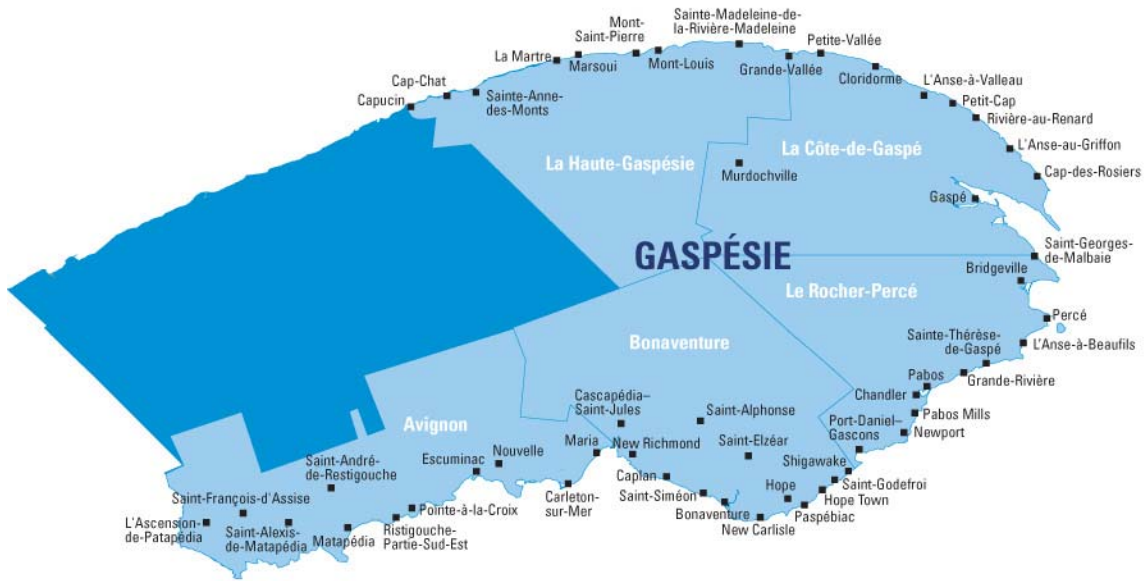 Sainte-Madeleine-de-
la-Rivière-Madeleine
Mont-
Saint-Pierre
Petite-Vallée
La Martre
Marsoui
Mont-Louis
Grande-Vallée
Cloridorme
L'Anse-à-Valleau
Cap-Chat
Capucin
Sainte-Anne-
des-Monts
Petit-Cap
Rivière-au-Renard
L'Anse-au-Griffon
La Haute-Gaspésie
La Côte-de-Gaspé
Murdochville
Cap-des-Rosiers
Gaspé
GASPÉSIE
Saint-Georges-
de-Malbaie
Bridgeville
Le Rocher-Percé
Percé
Bonaventure
Sainte-Thérèse-
de-Gaspé
L'Anse-à-Beaufils
Pabos
Grande-Rivière
Chandler
Cascapédia–
Saint-Jules
Saint-Alphonse
Pabos Mills
Port-Daniel–
Gascons
Newport
Avignon
Maria
New Richmond
Saint-Elzéar
Nouvelle
Escuminac
Shigawake
Saint-André-
de-Restigouche
Caplan
Saint-Godefroi
Carleton-
sur-Mer
Saint-Siméon
Hope
Hope Town
Saint-François-d'Assise
Pointe-à-la-Croix
Bonaventure
Paspébiac
L'Ascension-
de-Patapédia
Saint-Alexis-
de-Matapédia
Matapédia
Ristigouche-
Partie-Sud-Est
New Carlisle